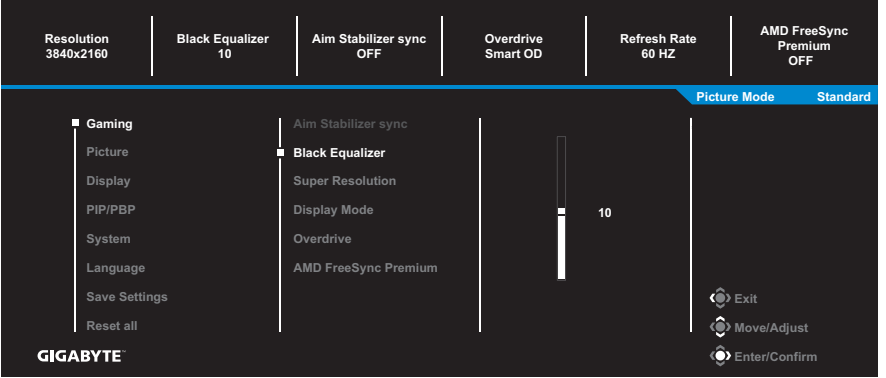 Resolution
3840x2160
Black Equalizer
10
Aim Stabilizer sync
OFF
Overdrive
Smart OD
Refresh Rate
60 HZ
AMD FreeSync
Premium
OFF
Picture Mode Standard
Gaming
Picture
Display
PIP/PBP
System
Language
Save Settings
Reset all
Aim Stabilizer sync
Black Equalizer
Super Resolution
Display Mode
Overdrive
AMD FreeSync Premium
10
Exit
Move/Adjust
Enter/Confirm
GIGABYTE™